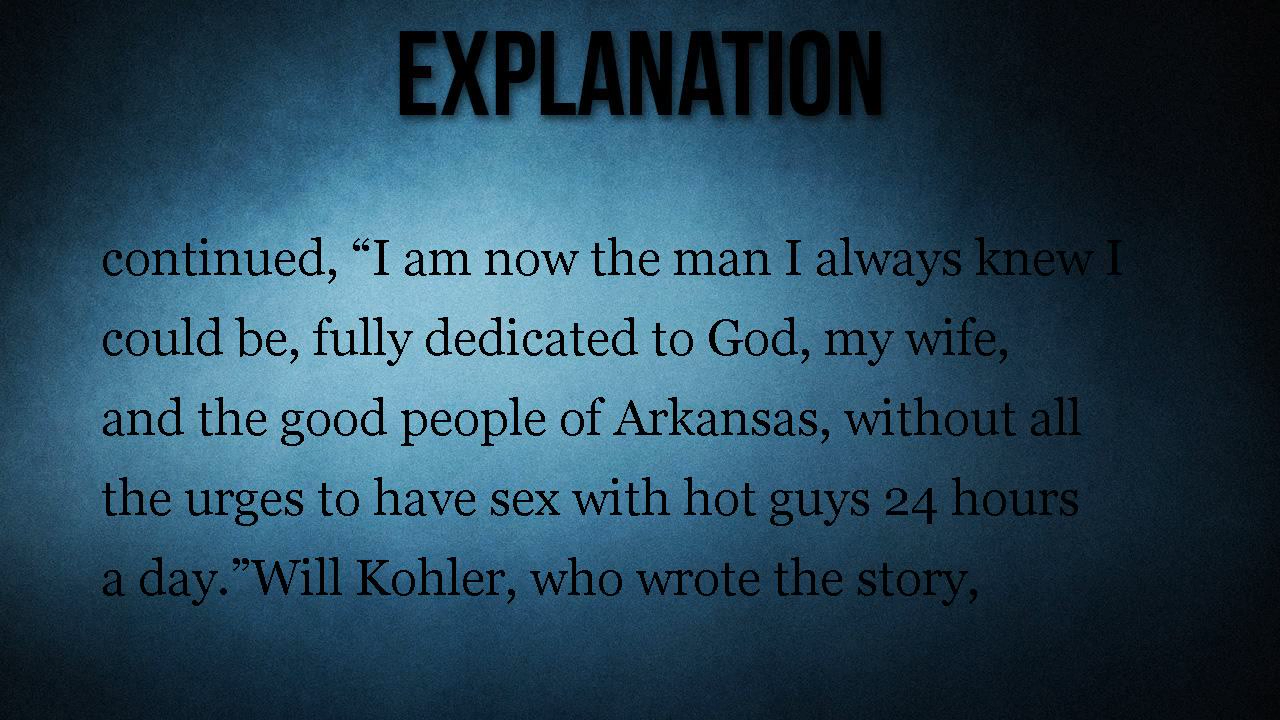 EXPLANATION
continued, “I am now the man I always knew I
could be, fully dedicated to God, my wife,
and the good people of Arkansas, without all
the urges to have sex with hot guys 24 hours
a day.”Will Kohler, who wrote the story,